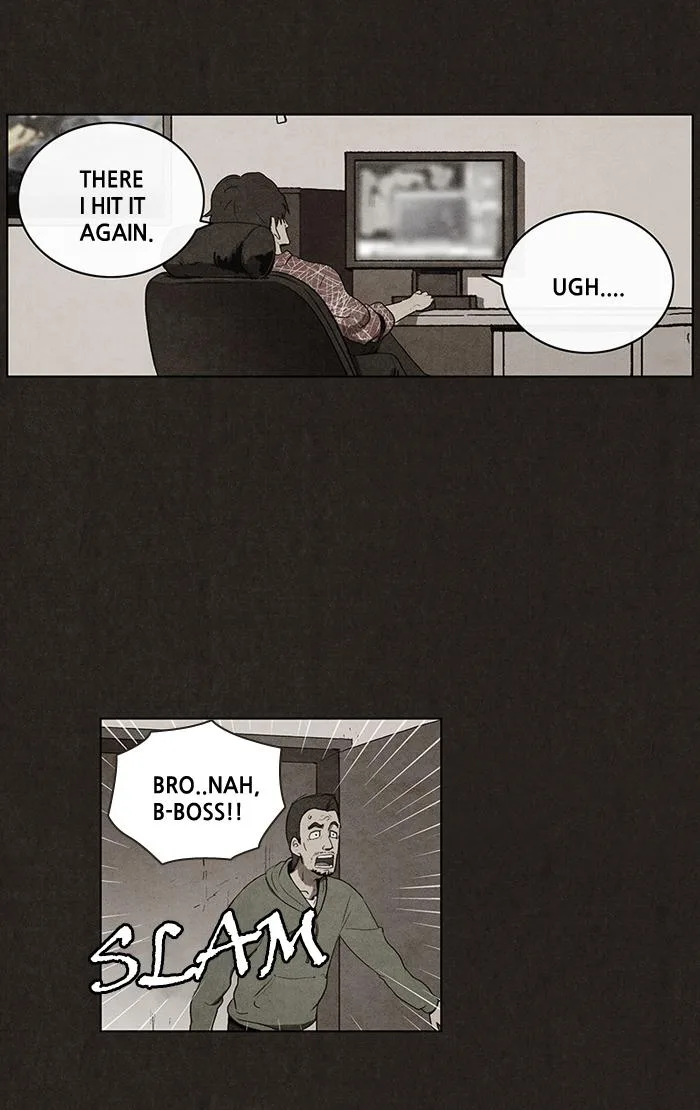 THERE
I HIT IT
AGAIN.
UGH....
BRO..NAH,
B-BOSS!!
SLAM